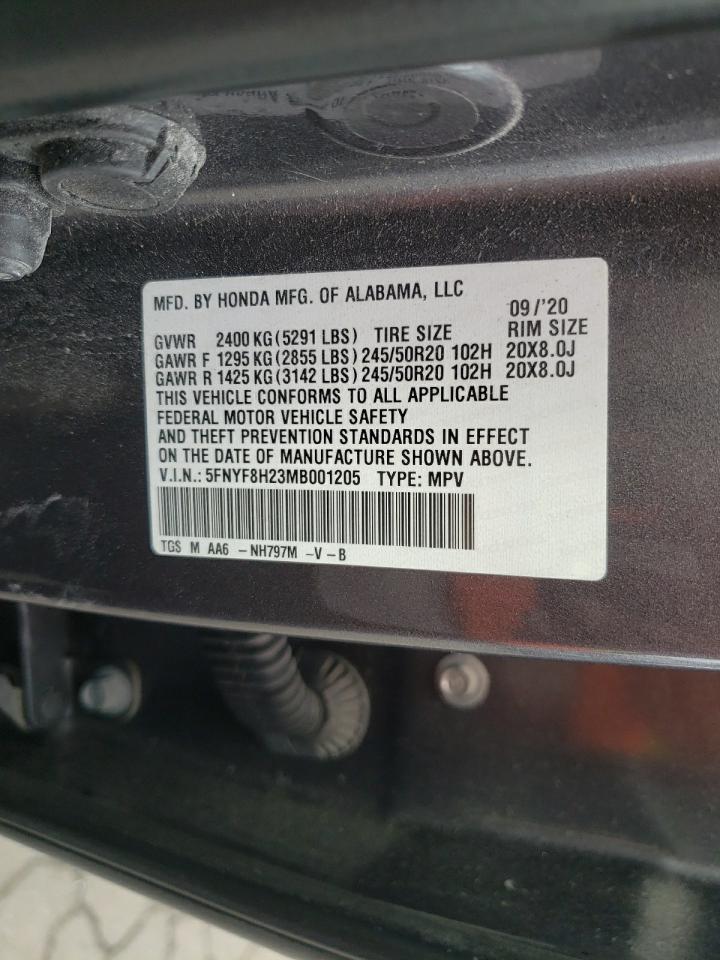 MFD. BY HONDA MFG. OF ALABAMA, LLC
09/'20
GVWR 2400 KG (5291 LBS) TIRE SIZE RIM SIZE
GAWR F 1295 KG (2855 LBS) 245/50R20 102H 20X8.0J
GAWR R 1425 KG (3142 LBS) 245/50R20 102H 20X8.0J
THIS VEHICLE CONFORMS TO ALL APPLICABLE
FEDERAL MOTOR VEHICLE SAFETY
AND THEFT PREVENTION STANDARDS IN EFFECT
ON THE DATE OF MANUFACTURE SHOWN ABOVE.
V.I.N.: 5FNYF8H23MB001205 TYPE: MPV
TGS M AA6 -NH797M -V-B